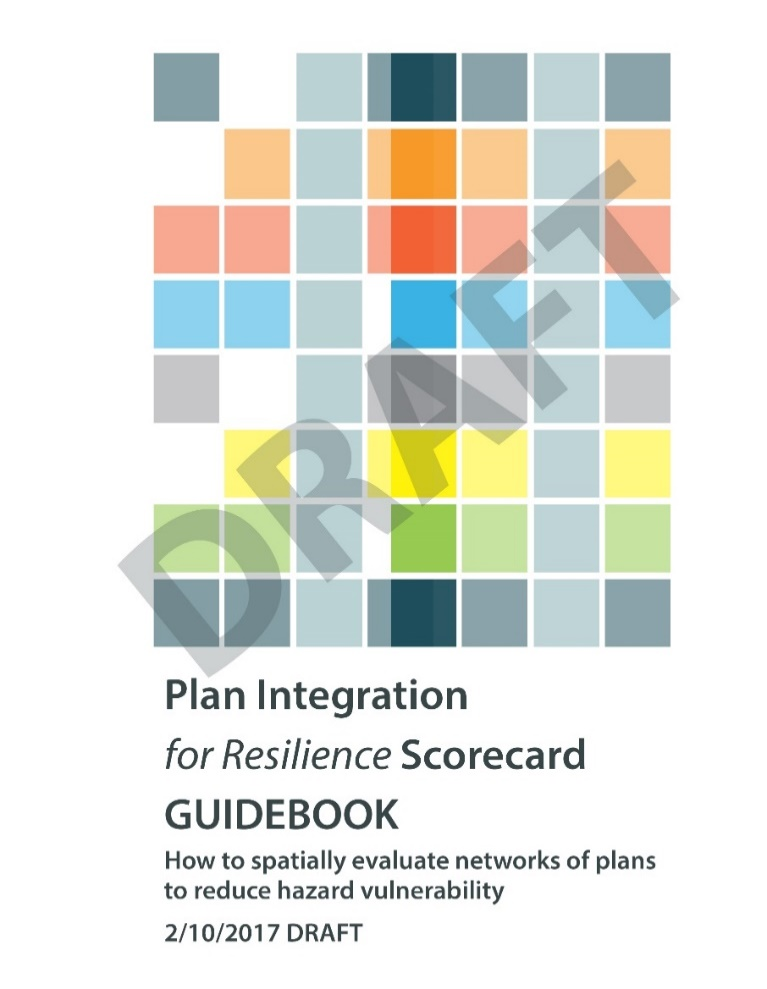 DRAFT
Plan Integration
for Resilience Scorecard
GUIDEBOOK
How to spatially evaluate networks of plans
to reduce hazard vulnerability
2/10/2017 DRAFT